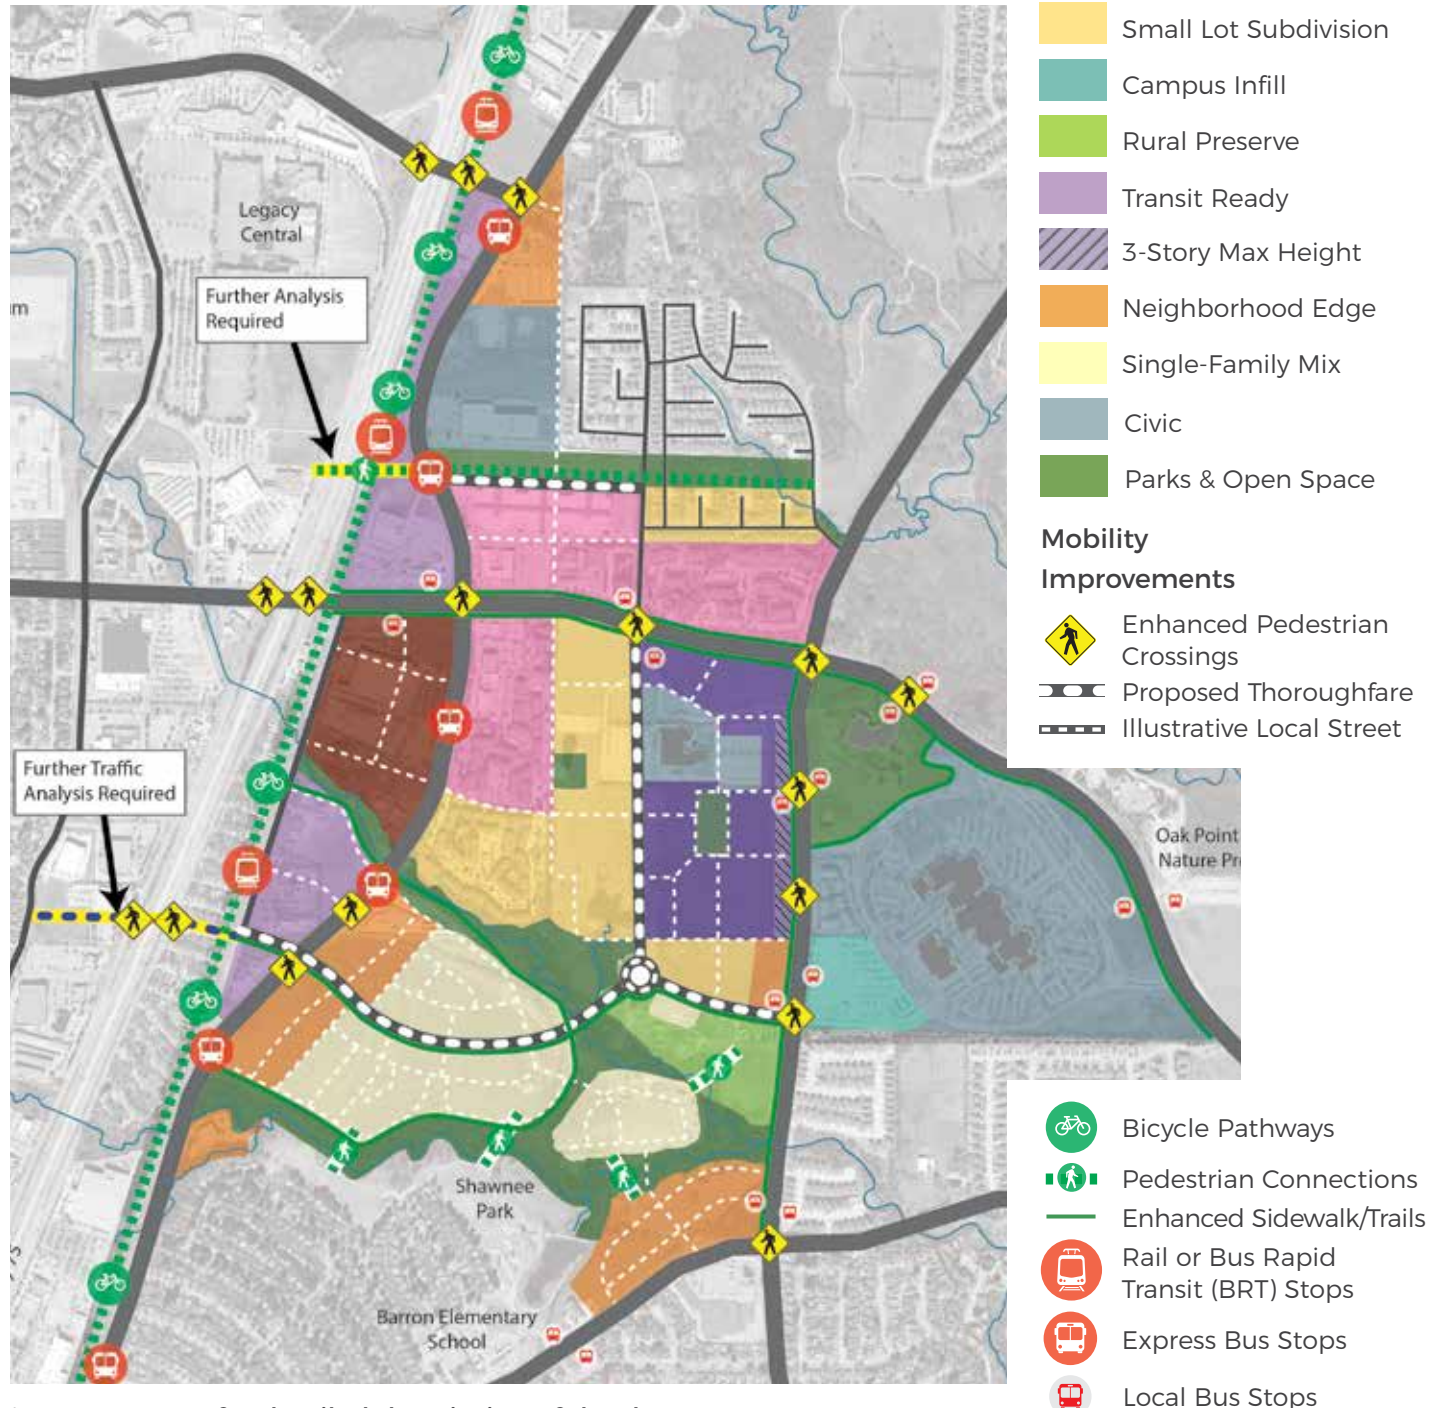 Small Lot Subdivision
Campus Infill
Rural Preserve
Transit Ready
3-Story Max Height
Neighborhood Edge
Single-Family Mix
Civic
Parks & Open Space
Mobility
Improvements
Enhanced Pedestrian
Crossings
Proposed Thoroughfare
Illustrative Local Street
Legacy
Central
Further Analysis
Required
m
Further Traffic
Analysis Required
Oak Point
Nature Pr
Shawnee
Park
Barron Elementary
School
Bicycle Pathways
Pedestrian Connections
Enhanced Sidewalk/Trails
Rail or Bus Rapid
Transit (BRT) Stops
Express Bus Stops
Local Bus Stops